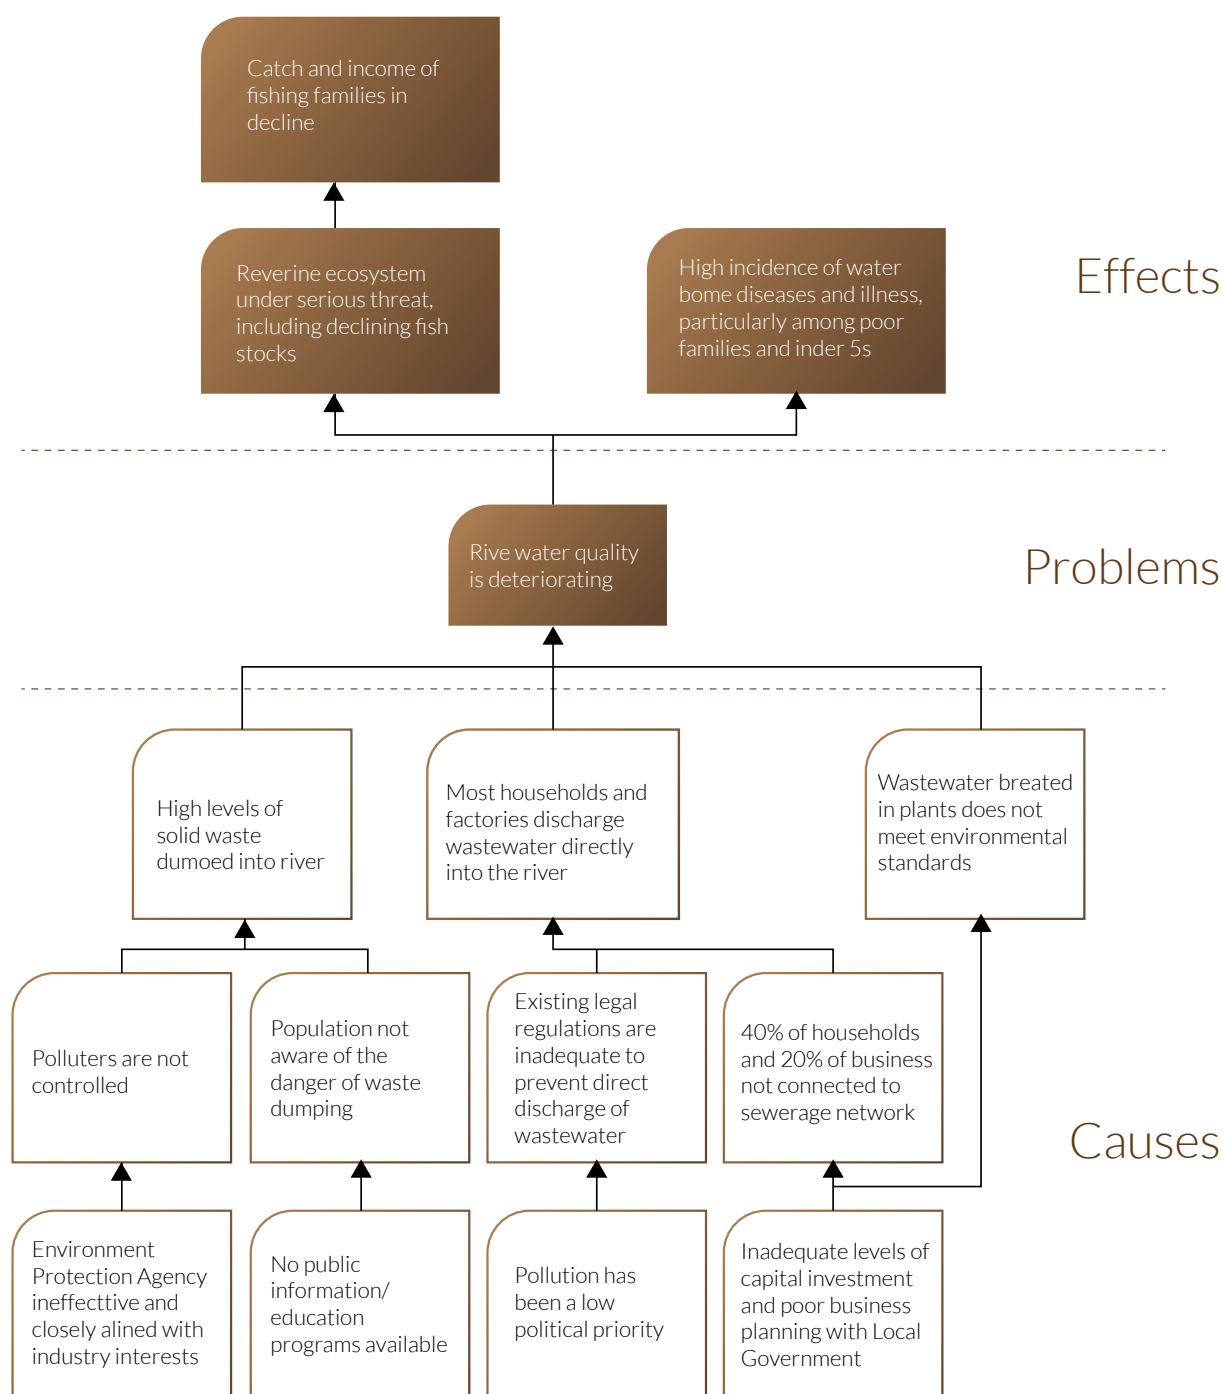 Catch and income of
fishing families in
decline
Reverine ecosystem
under serious threat,
including declining fish
stocks
High incidence of water
bome diseases and illness,
particularly among poor
families and inder 5s
Effects
Rive water quality
is deteriorating
Problems
High levels of
solid waste
dumoed into river
Most households and
factories discharge
wastewater directly
into the river
Wastewater breated
in plants does not
meet environmental
standards
Polluters are not
controlled
Population not
aware of the
danger of waste
dumping
Existing legal
regulations are
inadequate to
prevent direct
discharge of
wastewater
40% of households
and 20% of business
not connected to
sewerage network
Causes
Environment
Protection Agency
ineffecttive and
closely alined with
industry interests
No public
information/
education
programs available
Pollution has
been a low
political priority
Inadequate levels of
capital investment
and poor business
planning with Local
Government